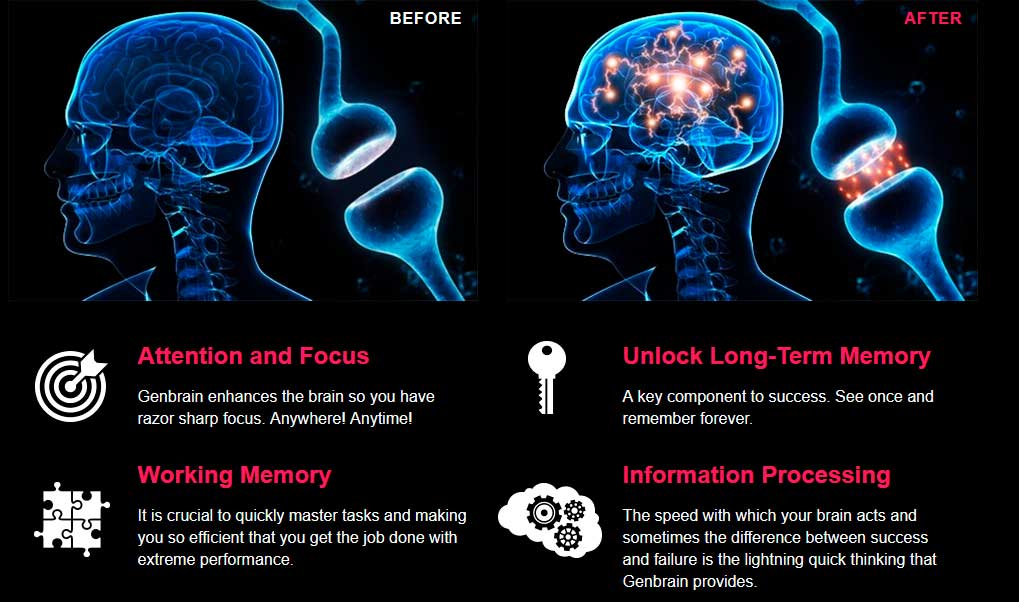 BEFORE
AFTER
Attention and Focus
Genbrain enhances the brain so you have
razor sharp focus. Anywhere! Anytime!
Unlock Long-Term Memory
A key component to success. See once and
remember forever.
Working Memory
It is crucial to quickly master tasks and making
you so efficient that you get the job done with
extreme performance.
Information Processing
The speed with which your brain acts and
sometimes the difference between success
and failure is the lightning quick thinking that
Genbrain provides.